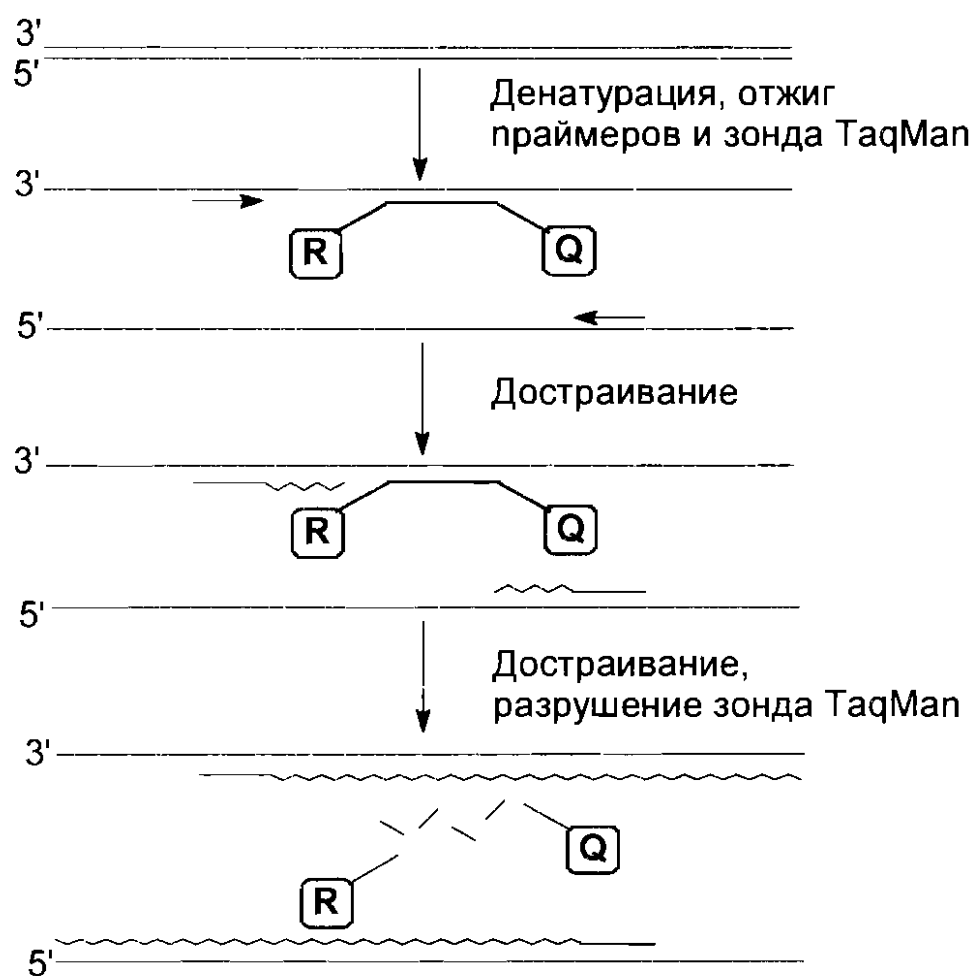 3'
5'
Денатурация, отжиг
праймеров и зонда TaqMan
3'
R
Q
5'
Достраивание
3'
R
Q
5'
Достраивание,
разрушение зонда TaqMan
3'
Q
R
5'